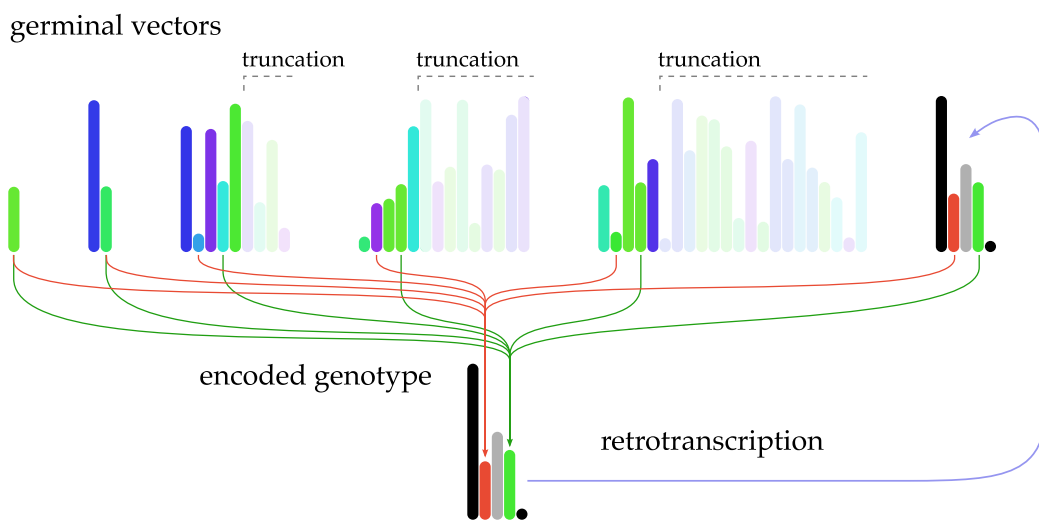 germinal vectors
truncation
truncation
truncation
encoded genotype
retrotranscription